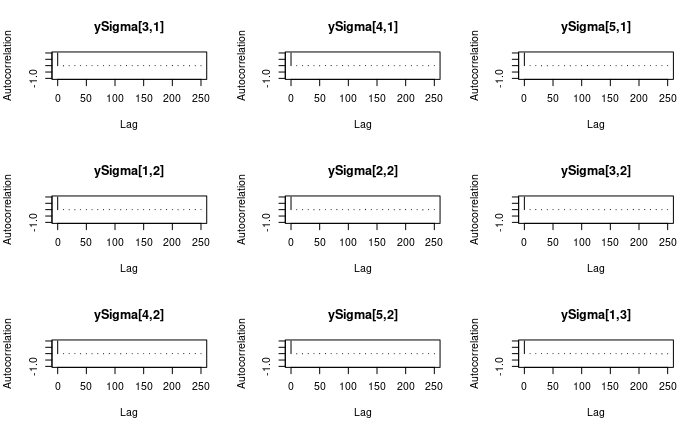 ySigma[3,1] ySigma[4,1] ySigma[5,1]
Autocorrelation Autocorrelation Autocorrelation
-1.0 -1.0 -1.0
0 50 100 150 200 250 0 50 100 150 200 250 0 50 100 150 200 250
Lag Lag Lag
ySigma[1,2] ySigma[2,2] ySigma[3,2]
Autocorrelation Autocorrelation Autocorrelation
-1.0 -1.0 -1.0
0 50 100 150 200 250 0 50 100 150 200 250 0 50 100 150 200 250
Lag Lag Lag
ySigma[4,2] ySigma[5,2] ySigma[1,3]
Autocorrelation Autocorrelation Autocorrelation
-1.0 -1.0 -1.0
0 50 100 150 200 250 0 50 100 150 200 250 0 50 100 150 200 250
Lag Lag Lag